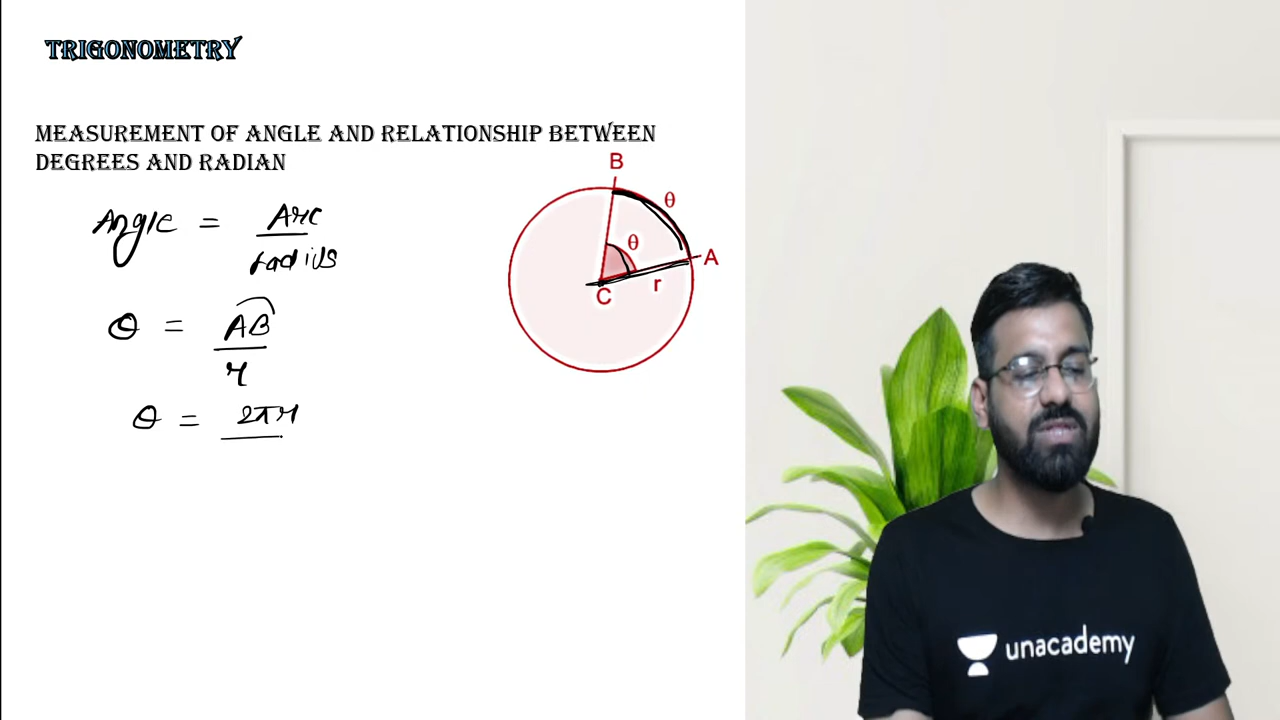 TRIGONOMETRY
MEASUREMENT OF ANGLE AND RELATIONSHIP BETWEEN
DEGREES AND RADIAN
Angle = Arc
radius
θ = AB
r
θ = 2πr
B
θ
θ
A
C
r
unacademy